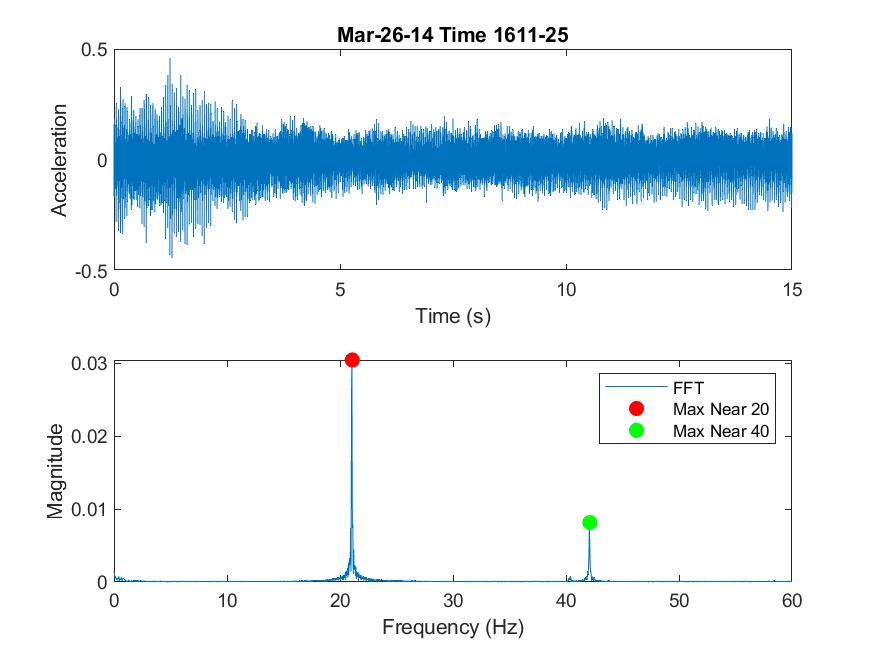 Mar-26-14 Time 1611-25
0.5
0
-0.5
Acceleration
0 5 10 15
Time (s)
0.03
0.02
0.01
0
Magnitude
FFT
Max Near 20
Max Near 40
0 10 20 30 40 50 60
Frequency (Hz)